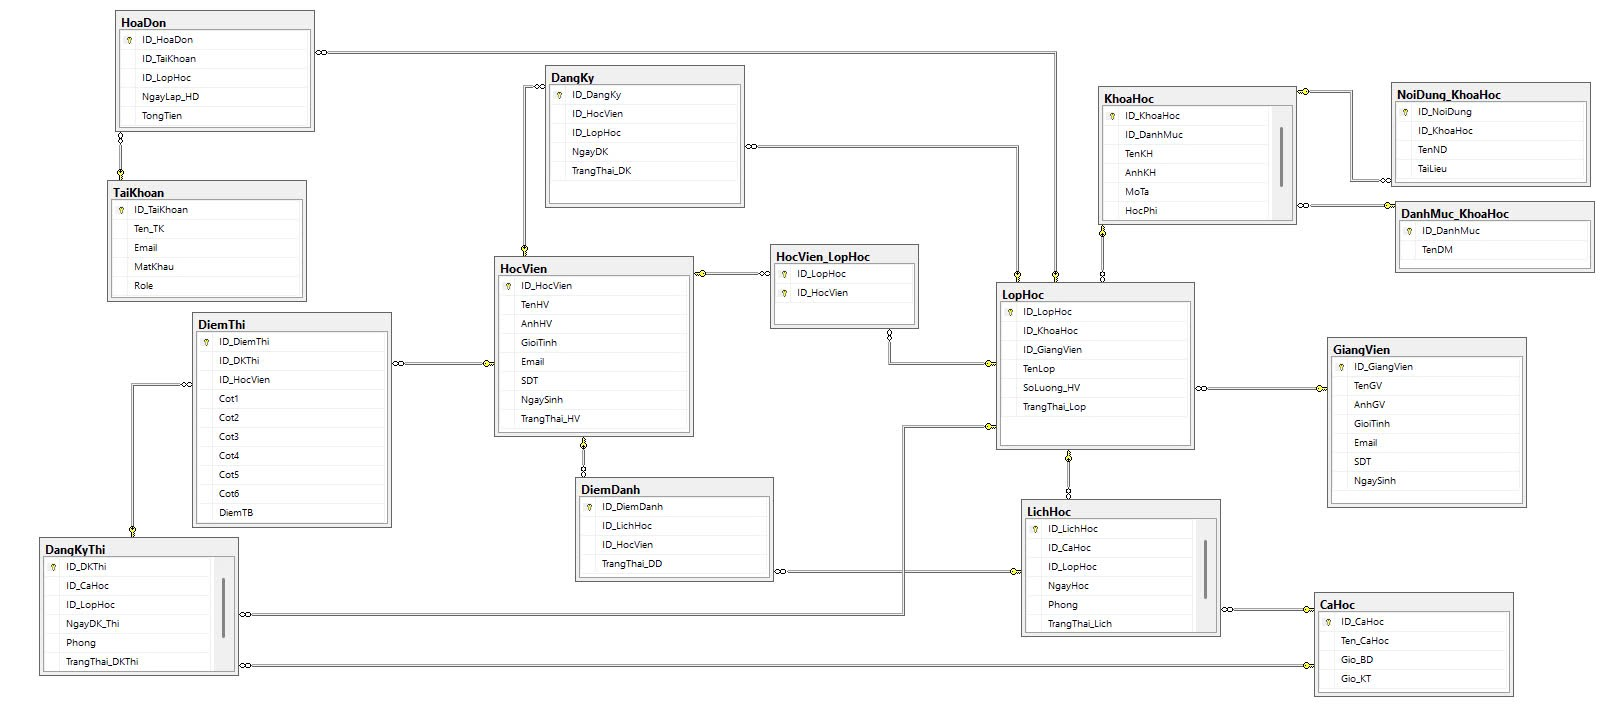 HoaDon
ID_HoaDon
ID_TaiKhoan
ID_LopHoc
NgayLap_HD
TongTien
TaiKhoan
ID_TaiKhoan
Ten_TK
Email
MatKhau
Role
DangKy
ID_DangKy
ID_HocVien
ID_LopHoc
NgayDK
TrangThai_DK
KhoaHoc
ID_KhoaHoc
ID_DanhMuc
TenKH
AnhKH
MoTa
HocPhi
NoiDung_KhoaHoc
ID_NoiDung
ID_KhoaHoc
TenND
TaiLieu
DanhMuc_KhoaHoc
ID_DanhMuc
TenDM
HocVien
ID_HocVien
TenHV
AnhHV
GioiTinh
Email
SDT
NgaySinh
TrangThai_HV
HocVien_LopHoc
ID_LopHoc
ID_HocVien
LopHoc
ID_LopHoc
ID_KhoaHoc
ID_GiangVien
TenLop
SoLuong_HV
TrangThai_Lop
DiemThi
ID_DiemThi
ID_DKThi
ID_HocVien
Cot1
Cot2
Cot3
Cot4
Cot5
Cot6
DiemTB
GiangVien
ID_GiangVien
TenGV
AnhGV
GioiTinh
Email
SDT
NgaySinh
DiemDanh
ID_DiemDanh
ID_LichHoc
ID_HocVien
TrangThai_DD
LichHoc
ID_LichHoc
ID_CaHoc
ID_LopHoc
NgayHoc
Phong
TrangThai_Lich
DangKyThi
ID_DKThi
ID_CaHoc
ID_LopHoc
NgayDK_Thi
Phong
TrangThai_DKThi
CaHoc
ID_CaHoc
Ten_CaHoc
Gio_BD
Gio_KT